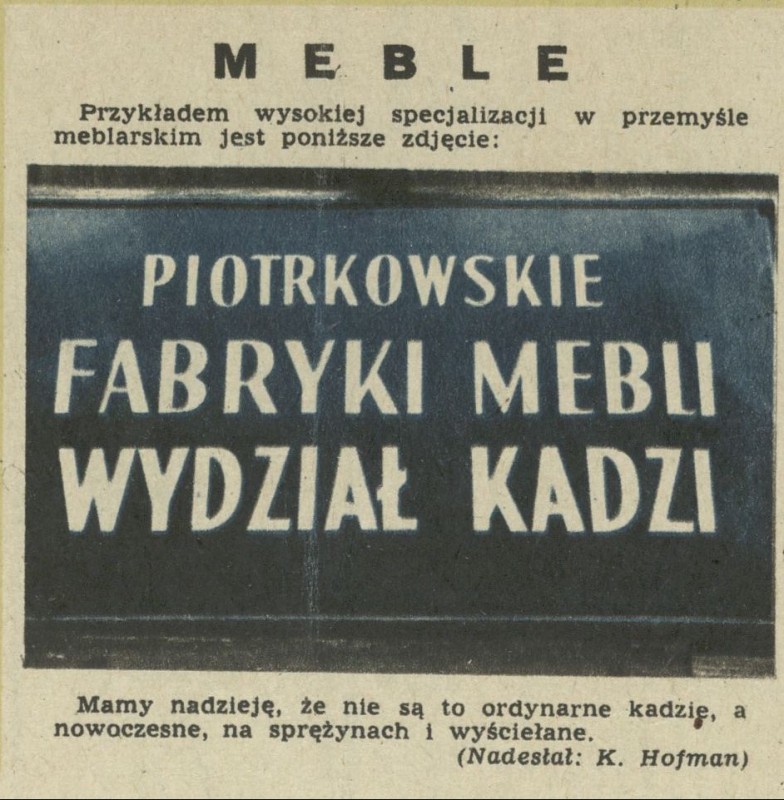 MEBLE
Przykładem wysokiej specjalizacji w przemyśle
meblarskim jest poniższe zdjęcie:
PIOTRKOWSKIE
FABRYKI MEBLI
WYDZIAŁ KADZI
Mamy nadzieję, że nie są to ordynarne kadzie, a
nowoczesne, na sprężynach i wyściełane.
(Nadesłał: K. Hofman)